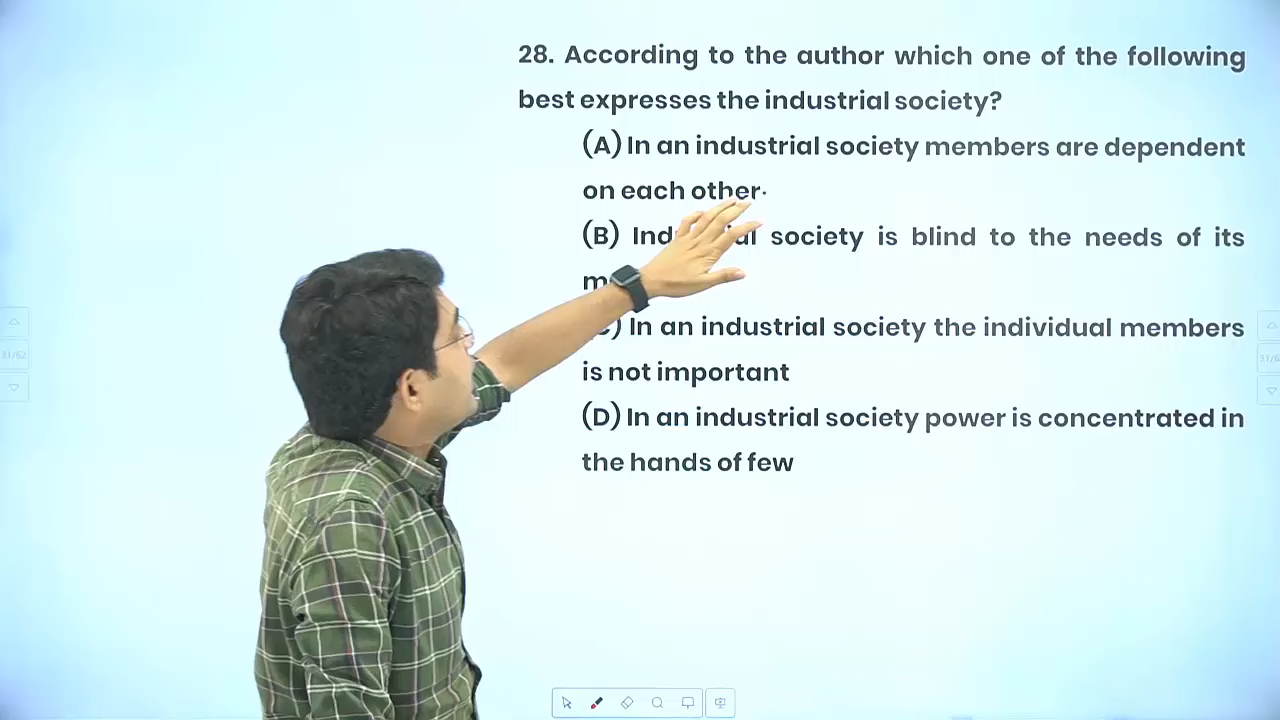 28. According to the author which one of the following
best expresses the industrial society?
(A) In an industrial society members are dependent
on each other.
(B) society is blind to the needs of its
) In an industrial society the individual members
is not important
(D) In an industrial society power is concentrated in
the hands of few
31/62